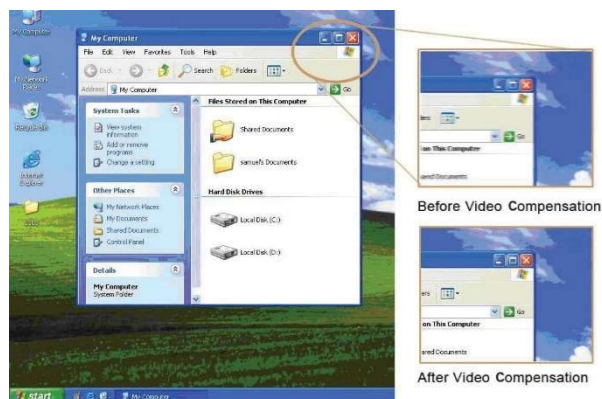 My Computer
My Network
Places
Recycle Bin
Internet
Explorer
My Computer
File Edit View Favorites Tools Help
Back Search Folders
Address My Computer Go
System Tasks
View system
information
Add or remove
programs
Change a setting
Other Places
My Network Places
My Documents
Shared Documents
Control Panel
Details
My Computer
System Folder
Files Stored on This Computer
Shared Documents
samuel's Documents
Hard Disk Drives
Local Disk (C:)
Local Disk (D:)
start
My Computer
Go
on This Computer
ared Documents
Before Video Compensation
ers
Go
on This Computer
ared Documents
After Video Compensation